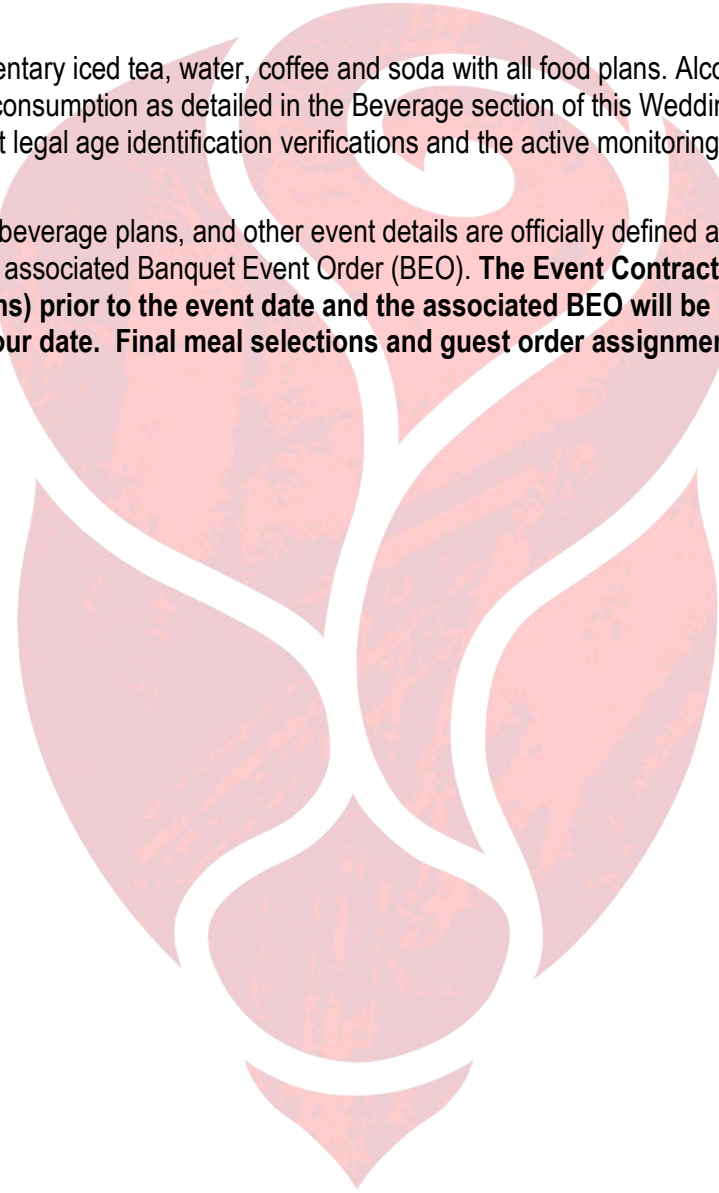 entary iced tea, water, coffee and soda with all food plans. Alco
consumption as detailed in the Beverage section of this Weddin
t legal age identification verifications and the active monitoring
beverage plans, and other event details are officially defined a
associated Banquet Event Order (BEO). The Event Contract
ns) prior to the event date and the associated BEO will be
our date.  Final meal selections and guest order assignmen